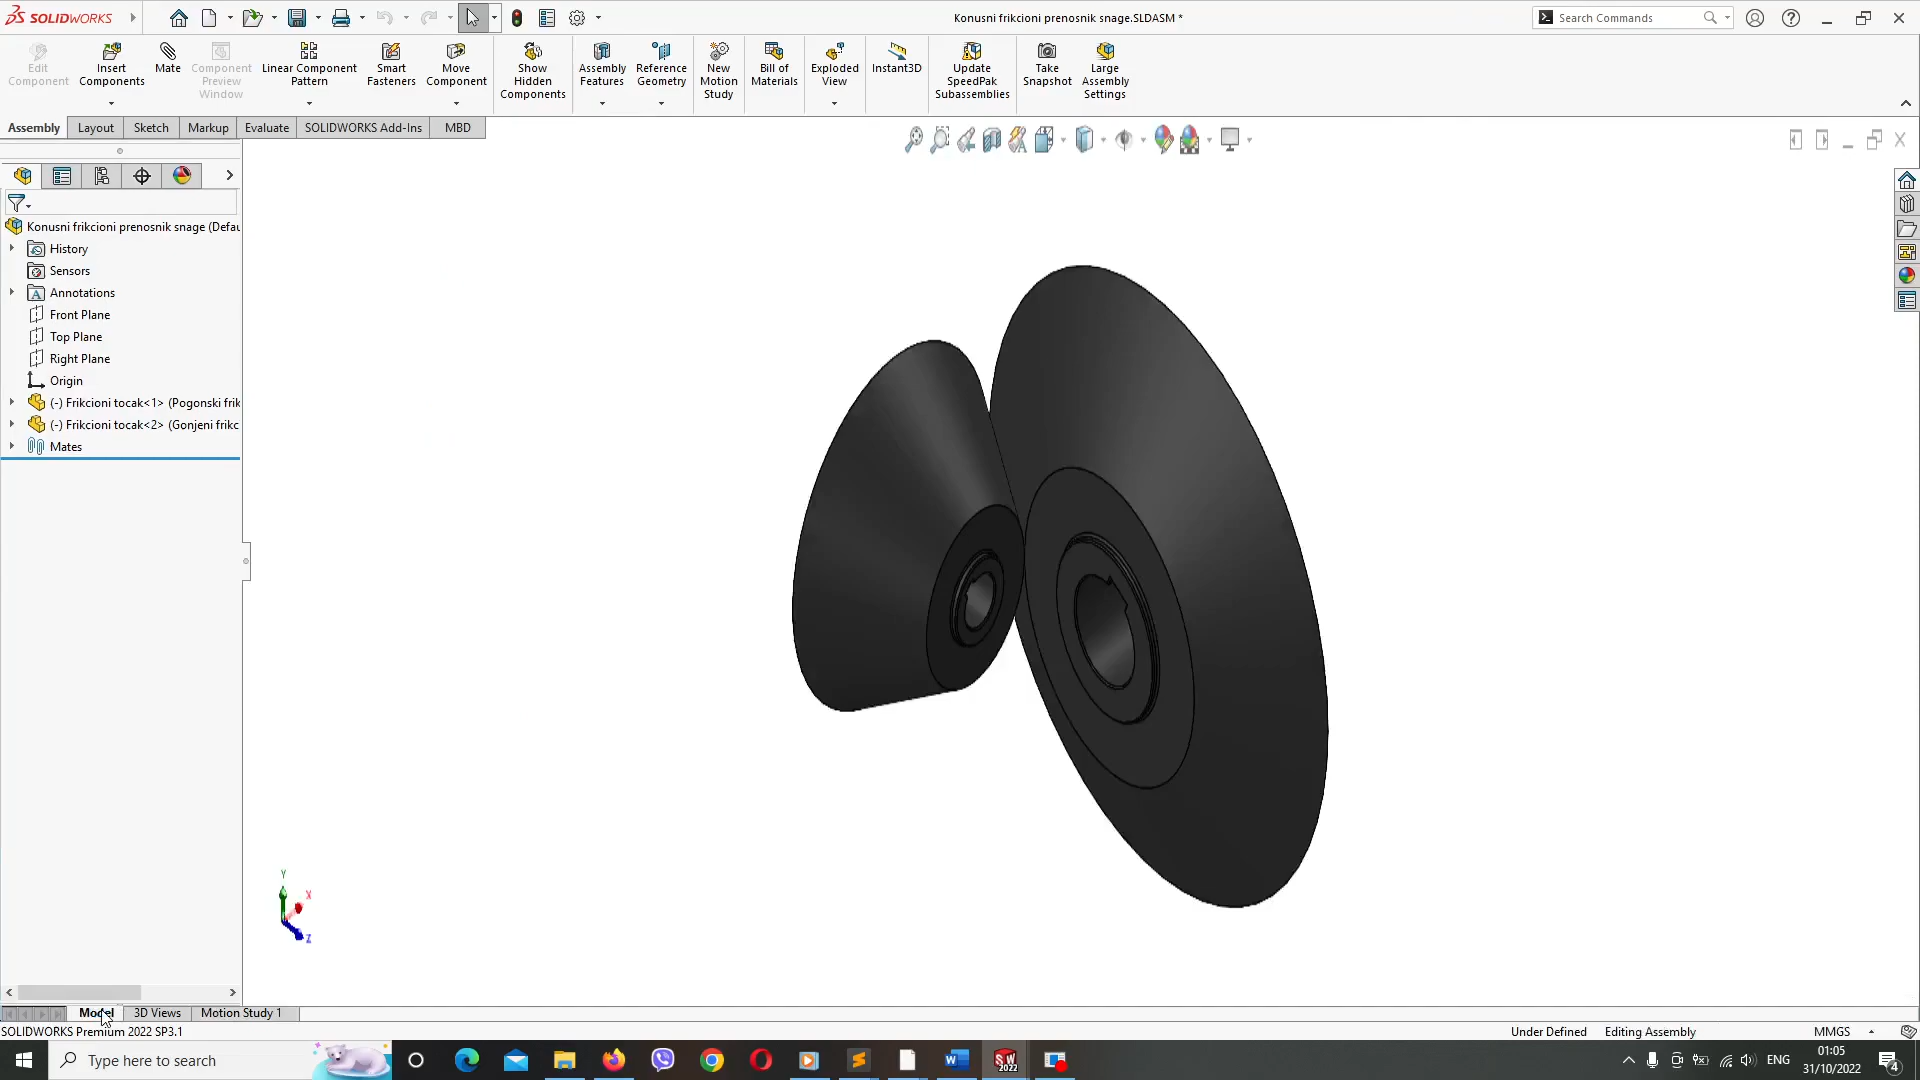 SOLIDWORKS
Konusni frikcioni prenosnik snage.SLDASM *
Search Commands
Edit Component
Insert Components
Mate
Component Preview Window
Linear Component Pattern
Smart Fasteners
Move Component
Show Hidden Components
Assembly Features
Reference Geometry
New Motion Study
Bill of Materials
Exploded View
Instant3D
Update SpeedPak Subassemblies
Take Snapshot
Large Assembly Settings
Assembly
Layout
Sketch
Markup
Evaluate
SOLIDWORKS Add-Ins
MBD
Konusni frikcioni prenosnik snage (Defau
History
Sensors
Annotations
Front Plane
Top Plane
Right Plane
Origin
(-) Frikcioni tocak<1> (Pogonski frik
(-) Frikcioni tocak<2> (Gonjeni frikc
Mates
Y
X
Z
Model
3D Views
Motion Study 1
SOLIDWORKS Premium 2022 SP3.1
Under Defined
Editing Assembly
MMGS
Type here to search
ENG
01:05
31/10/2022
4